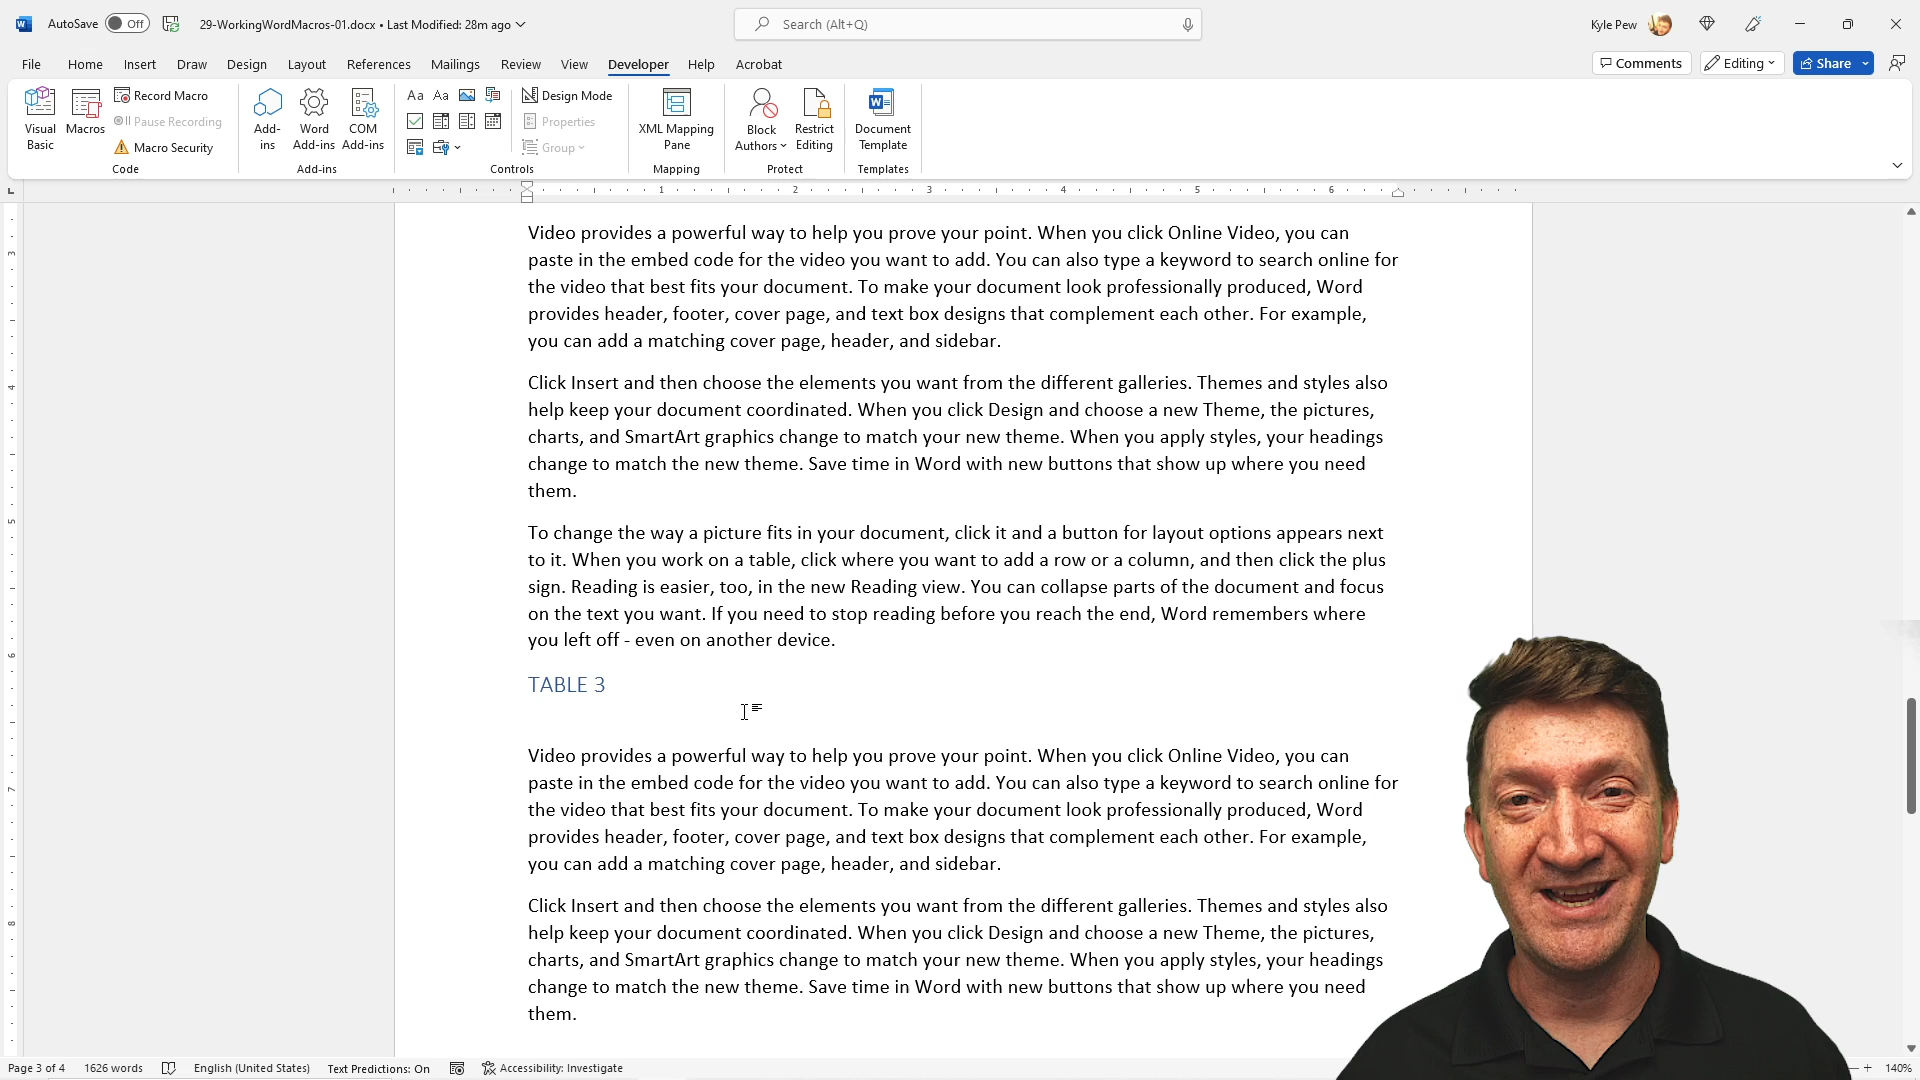 AutoSave Off 29-WorkingWordMacros-01.docx • Last Modified: 28m ago Search (Alt+Q) Kyle Pew
File Home Insert Draw Design Layout References Mailings Review View Developer Help Acrobat Comments Editing Share
Visual Basic
Macros
Record Macro
Pause Recording
Macro Security
Code
Add-ins
Word Add-ins
COM Add-ins
Add-ins
Aa Aa
Design Mode
Properties
Group
Controls
XML Mapping Pane
Mapping
Block Authors
Restrict Editing
Protect
Document Template
Templates
1 2 3 4 5 6
3
4
5
6
7
8
Video provides a powerful way to help you prove your point. When you click Online Video, you can
paste in the embed code for the video you want to add. You can also type a keyword to search online for
the video that best fits your document. To make your document look professionally produced, Word
provides header, footer, cover page, and text box designs that complement each other. For example,
you can add a matching cover page, header, and sidebar.
Click Insert and then choose the elements you want from the different galleries. Themes and styles also
help keep your document coordinated. When you click Design and choose a new Theme, the pictures,
charts, and SmartArt graphics change to match your new theme. When you apply styles, your headings
change to match the new theme. Save time in Word with new buttons that show up where you need
them.
To change the way a picture fits in your document, click it and a button for layout options appears next
to it. When you work on a table, click where you want to add a row or a column, and then click the plus
sign. Reading is easier, too, in the new Reading view. You can collapse parts of the document and focus
on the text you want. If you need to stop reading before you reach the end, Word remembers where
you left off - even on another device.
TABLE 3
Video provides a powerful way to help you prove your point. When you click Online Video, you can
paste in the embed code for the video you want to add. You can also type a keyword to search online for
the video that best fits your document. To make your document look professionally produced, Word
provides header, footer, cover page, and text box designs that complement each other. For example,
you can add a matching cover page, header, and sidebar.
Click Insert and then choose the elements you want from the different galleries. Themes and styles also
help keep your document coordinated. When you click Design and choose a new Theme, the pictures,
charts, and SmartArt graphics change to match your new theme. When you apply styles, your headings
change to match the new theme. Save time in Word with new buttons that show up where you need
them.
Page 3 of 4 1626 words English (United States) Text Predictions: On Accessibility: Investigate 140%